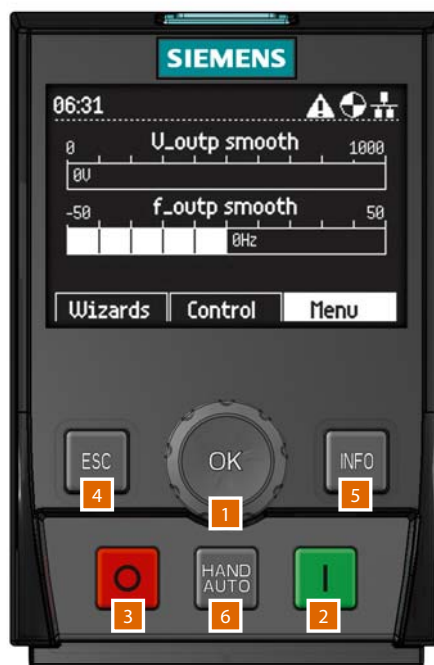 SIEMENS
06:31
0 V_outp smooth 1000
0V
-50 f_outp smooth 50
0Hz
Wizards Control Menu
ESC OK INFO
4 1 5
HAND
AUTO
3 6 2